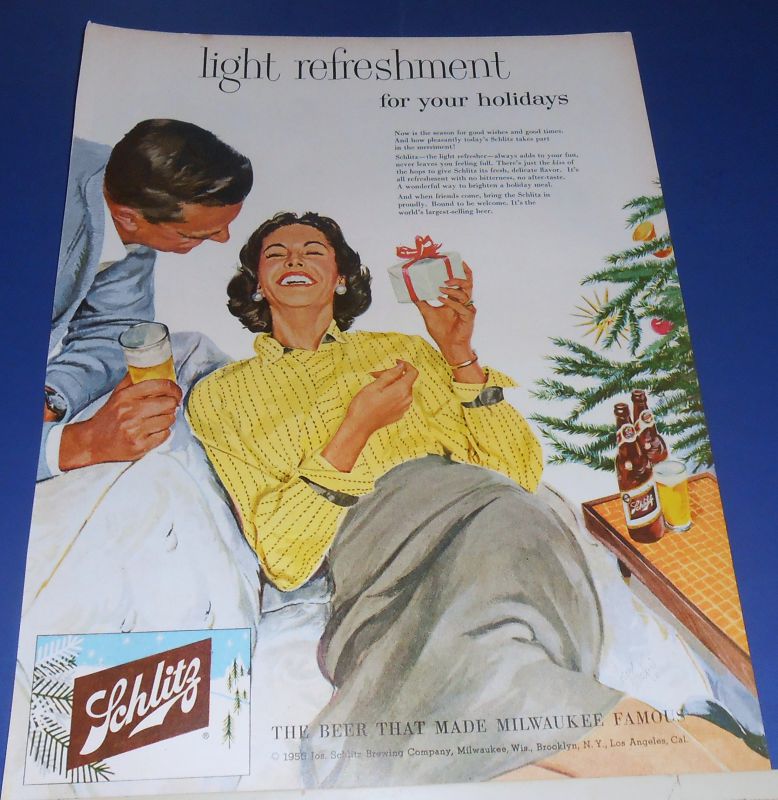 light refreshment
for your holidays
Now is the season for good wishes and good times.
And how pleasantly today's Schlitz takes part
in the merriment!
Schlitz—the light refresher—always adds to your fun,
never leaves you feeling full. There's just the kiss of
the hops to give Schlitz its fresh, delicate flavor. It's
all refreshment with no bitterness, no after-taste.
A wonderful way to brighten a holiday meal.
And when friends come, bring the Schlitz in
proudly. Bound to be welcome. It's the
world's largest-selling beer.
Schlitz
Schlitz
®
THE BEER THAT MADE MILWAUKEE FAMOUS
Jos. Schlitz Brewing Company, Milwaukee, Wis., Brooklyn, N. Y., Los Angeles, Cal.